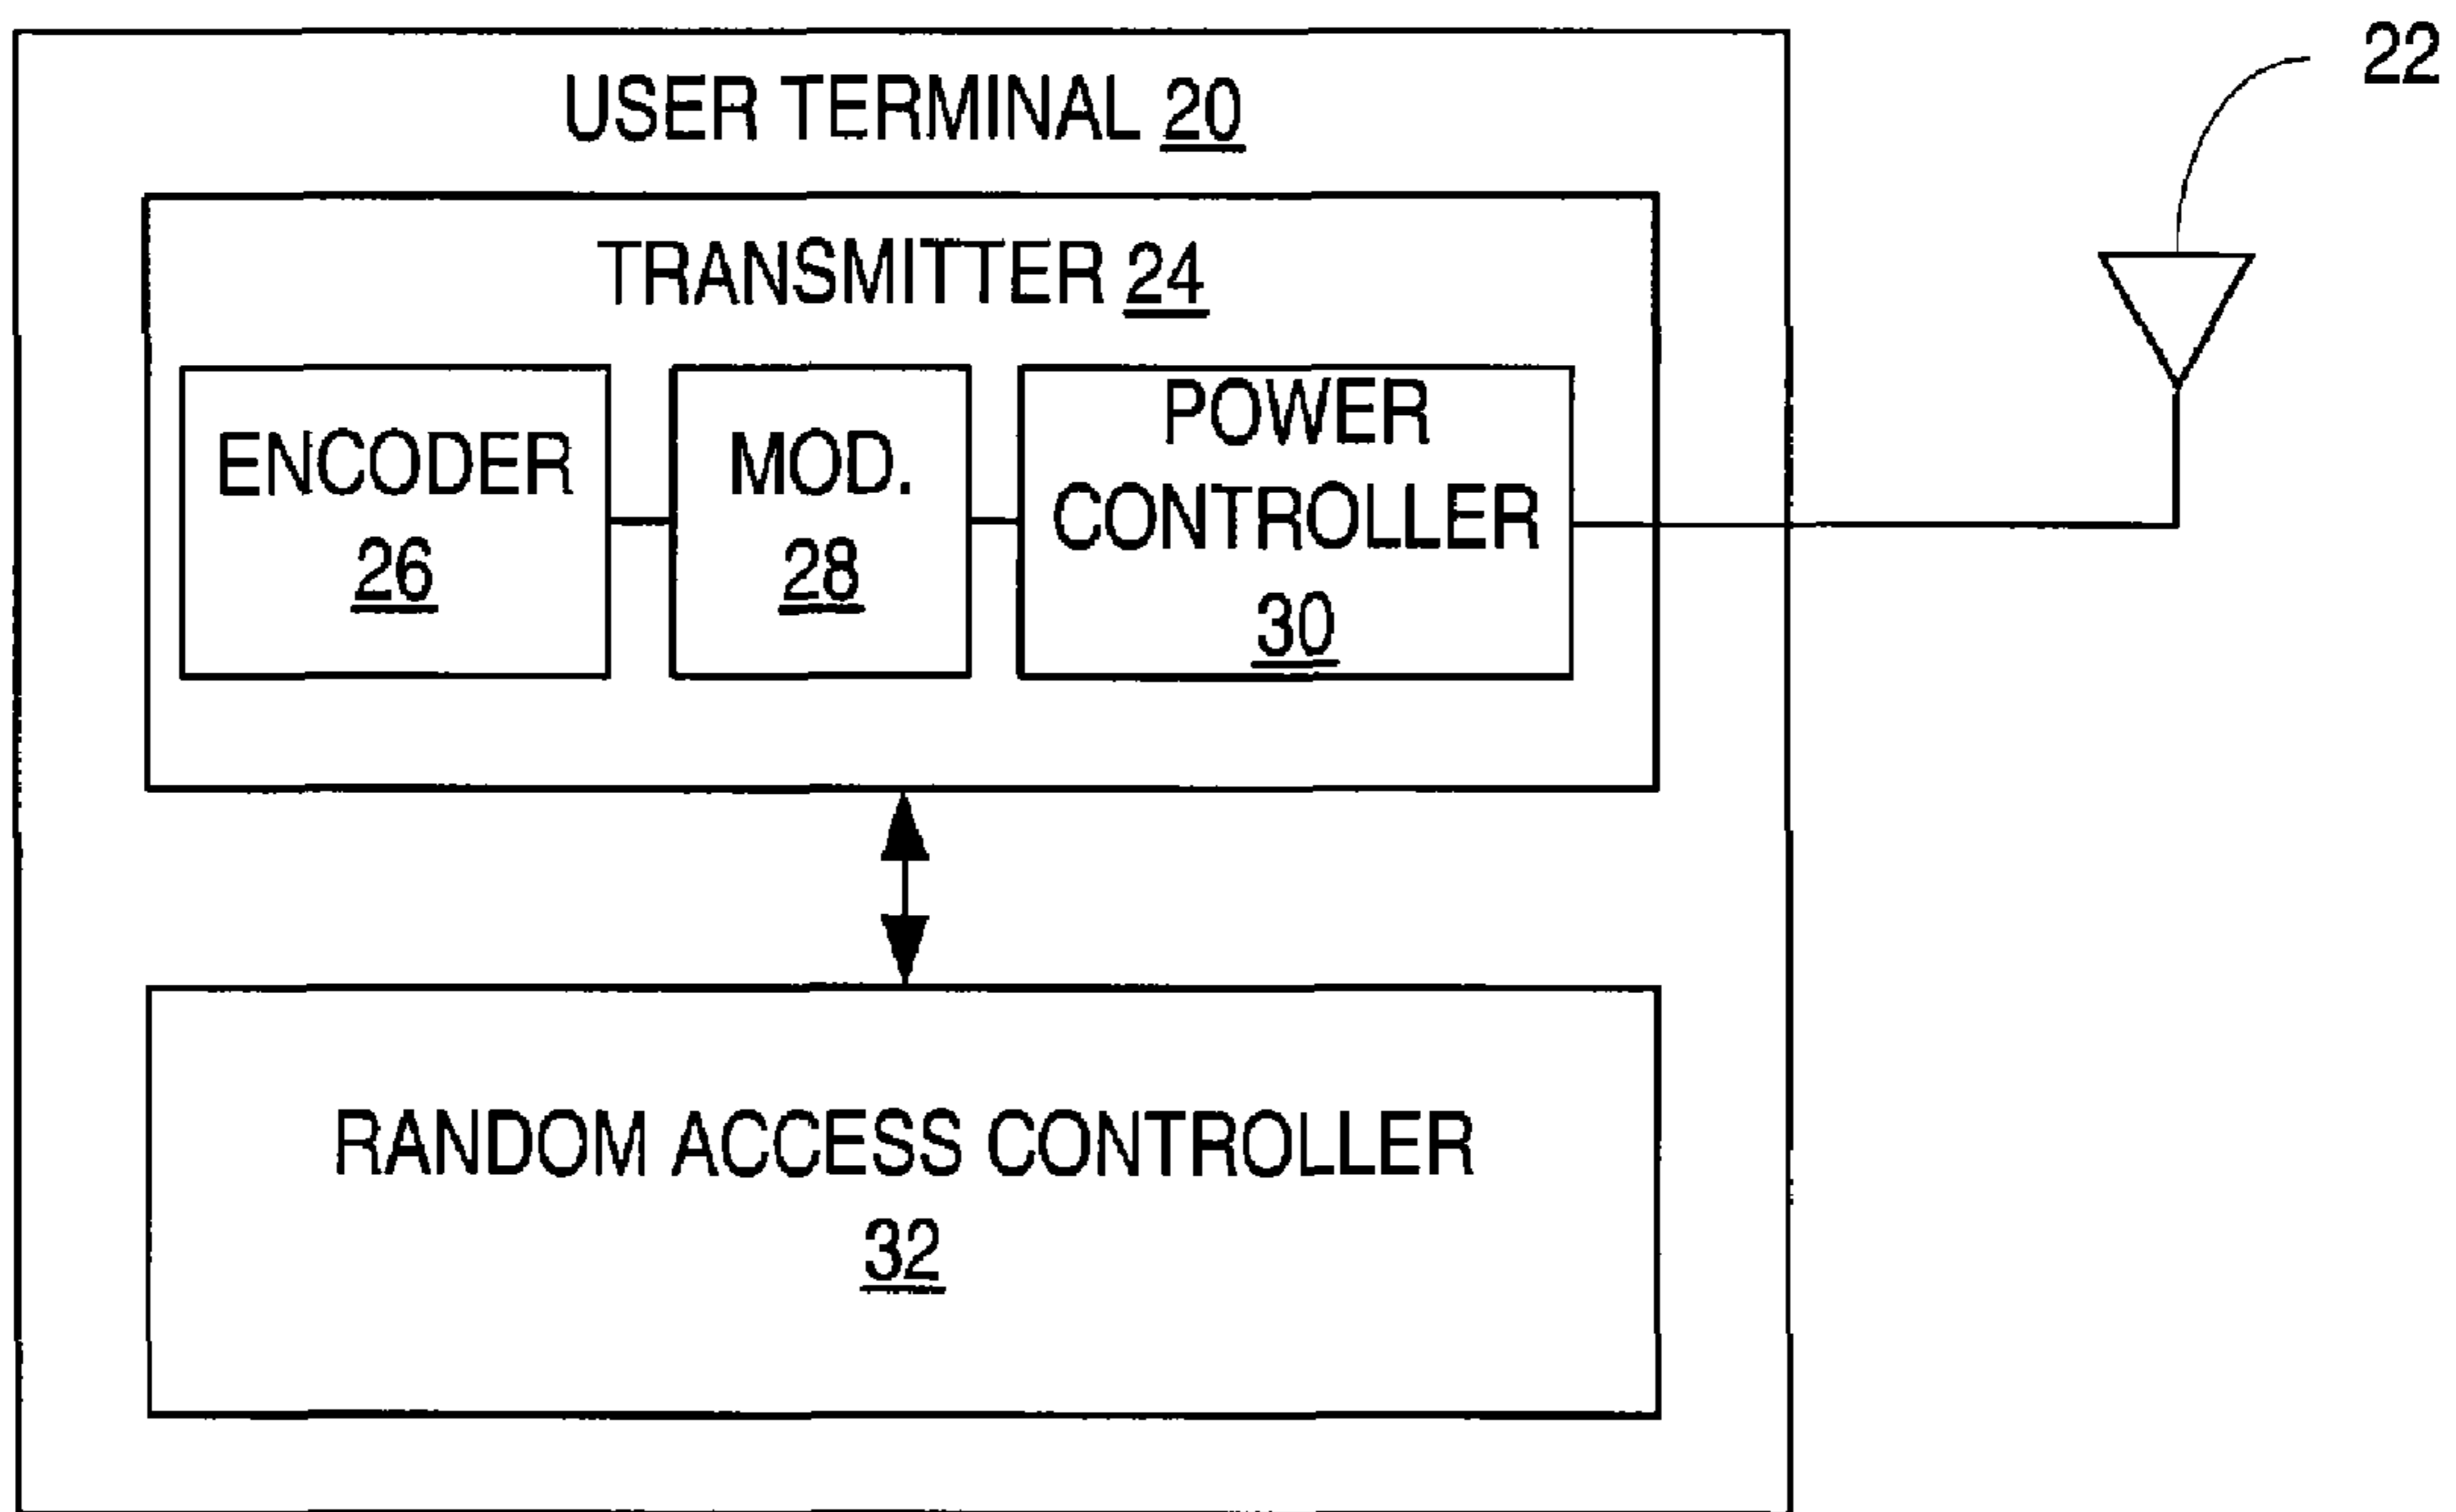 22
USER TERMINAL 20
TRANSMITTER 24
ENCODER
26
MOD.
28
POWER
CONTROLLER
30
RANDOM ACCESS CONTROLLER
32